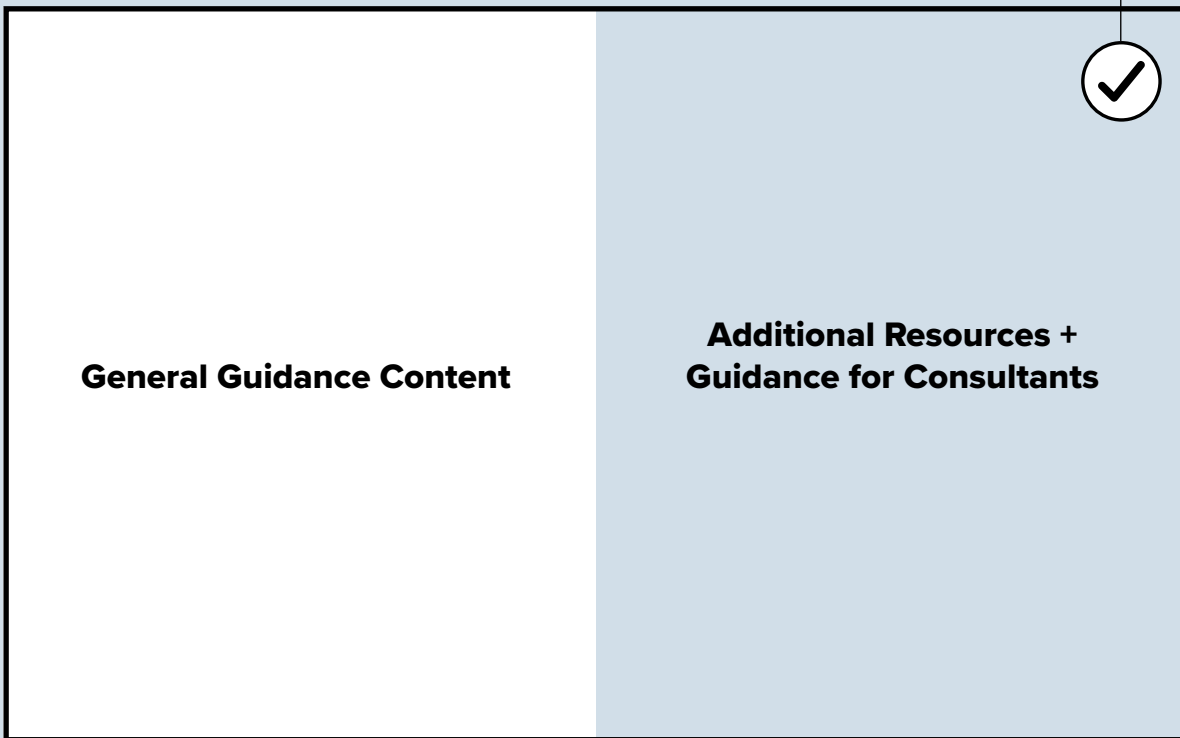 General Guidance Content
Additional Resources +
Guidance for Consultants